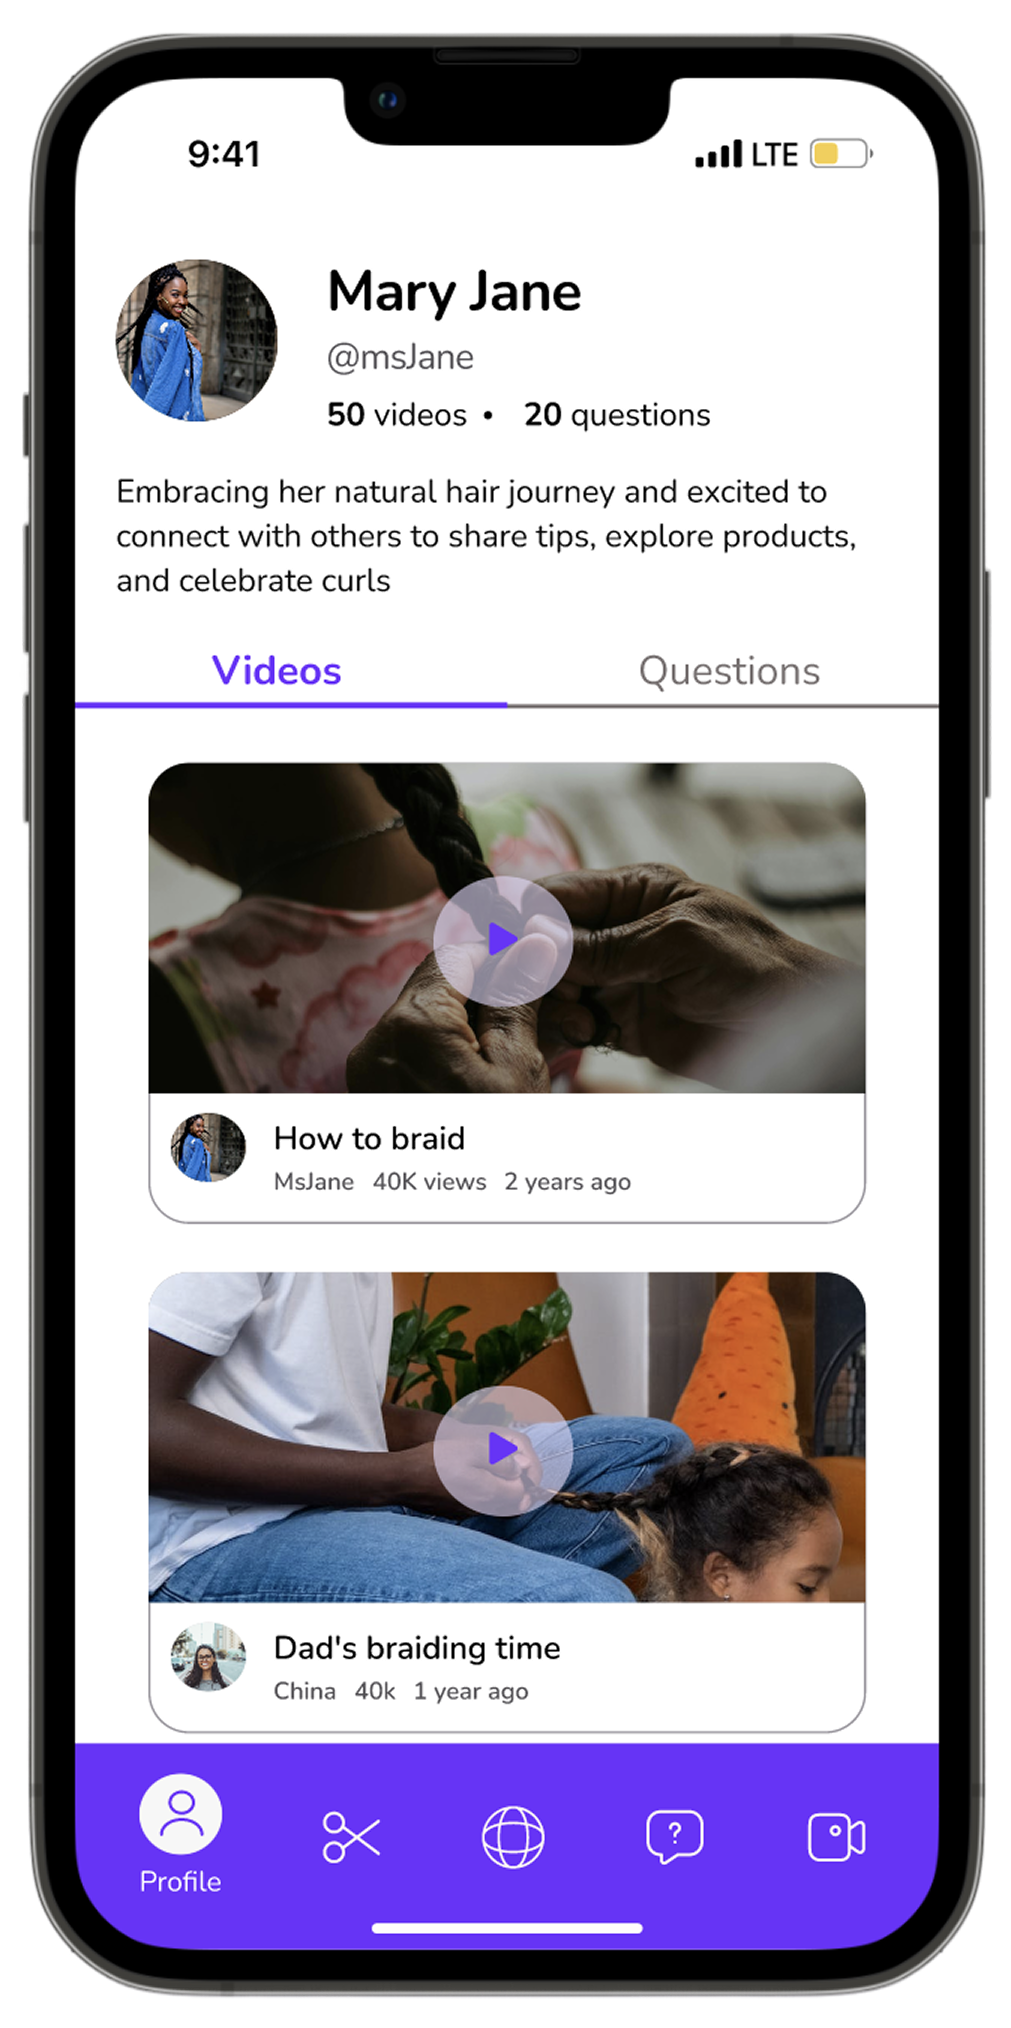 9:41 LTE
Mary Jane
@msJane
50 videos • 20 questions
Embracing her natural hair journey and excited to
connect with others to share tips, explore products,
and celebrate curls
Videos Questions
How to braid
MsJane 40K views 2 years ago
Dad's braiding time
China 40k 1 year ago
?
Profile